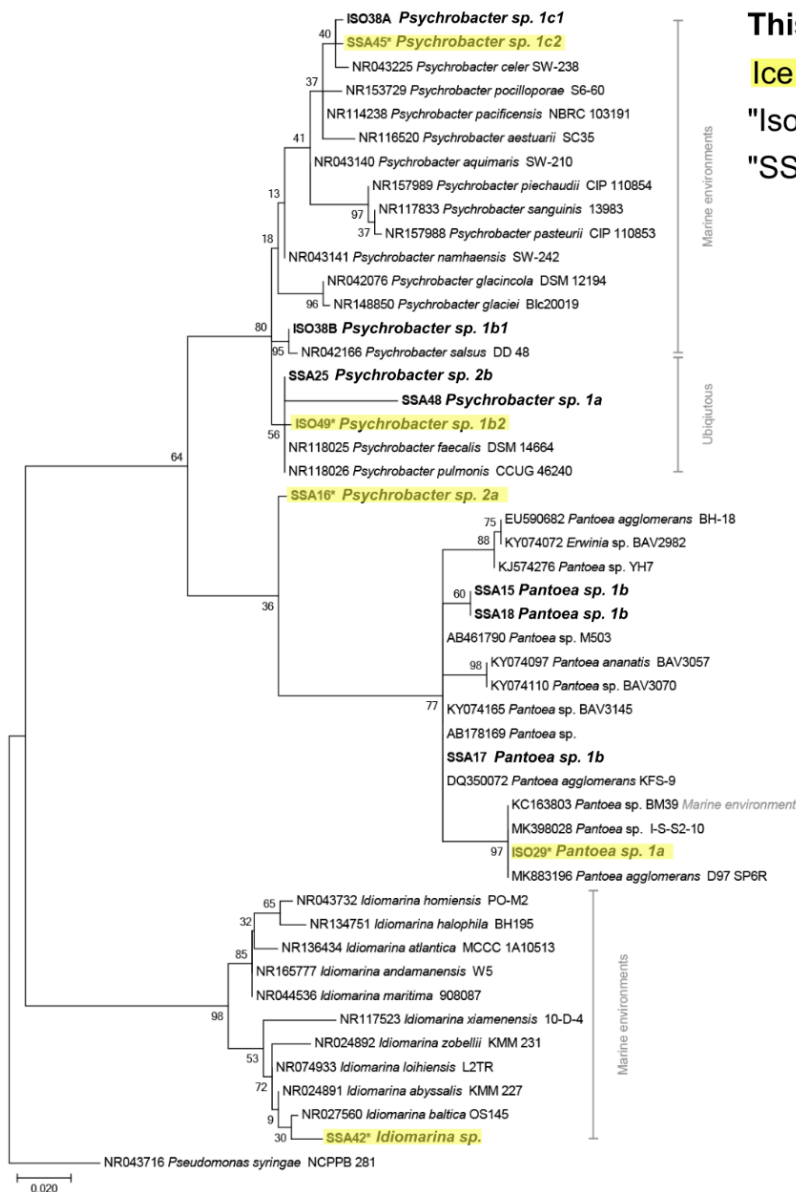 ISO38A Psychrobacter sp. 1c1
40
SSA45* Psychrobacter sp. 1c2
NR043225 Psychrobacter celer SW-238
37
NR153729 Psychrobacter pocilloporae S6-60
NR114238 Psychrobacter pacificensis NBRC 103191
41
NR116520 Psychrobacter aestuarii SC35
NR043140 Psychrobacter aquimaris SW-210
NR157989 Psychrobacter piechaudii CIP 110854
13
97
NR117833 Psychrobacter sanguinis 13983
37
NR157988 Psychrobacter pasteurii CIP 110853
18
NR043141 Psychrobacter namhaensis SW-242
NR042076 Psychrobacter glacincola DSM 12194
96
NR148850 Psychrobacter glaciei BIc20019
80
ISO38B Psychrobacter sp. 1b1
95
NR042166 Psychrobacter salsus DD 48
Marine environments
SSA25 Psychrobacter sp. 2b
SSA48 Psychrobacter sp. 1a
ISO49* Psychrobacter sp. 1b2
56
NR118025 Psychrobacter faecalis DSM 14664
64
NR118026 Psychrobacter pulmonis CCUG 46240
Ubiqiutous
SSA16* Psychrobacter sp. 2a
75
EU590682 Pantoea agglomerans BH-18
88
KY074072 Erwinia sp. BAV2982
KJ574276 Pantoea sp. YH7
60
SSA15 Pantoea sp. 1b
36
SSA18 Pantoea sp. 1b
AB461790 Pantoea sp. M503
98
KY074097 Pantoea ananatis BAV3057
KY074110 Pantoea sp. BAV3070
77
KY074165 Pantoea sp. BAV3145
AB178169 Pantoea sp.
SSA17 Pantoea sp. 1b
DQ350072 Pantoea agglomerans KFS-9
KC163803 Pantoea sp. BM39 Marine environment
MK398028 Pantoea sp. I-S-S2-10
97
ISO29* Pantoea sp. 1a
MK883196 Pantoea agglomerans D97 SP6R
65
NR043732 Idiomarina homiensis PO-M2
32
NR134751 Idiomarina halophila BH195
NR136434 Idiomarina atlantica MCCC 1A10513
85
NR165777 Idiomarina andamanensis W5
NR044536 Idiomarina maritima 908087
98
NR117523 Idiomarina xiamenensis 10-D-4
NR024892 Idiomarina zobellii KMM 231
53
NR074933 Idiomarina loihiensis L2TR
72
NR024891 Idiomarina abyssalis KMM 227
9
NR027560 Idiomarina baltica OS145
30
SSA42* Idiomarina sp.
Marine environments
NR043716 Pseudomonas syringae NCPPB 281
0.020
This
Ice
"Iso
"SS